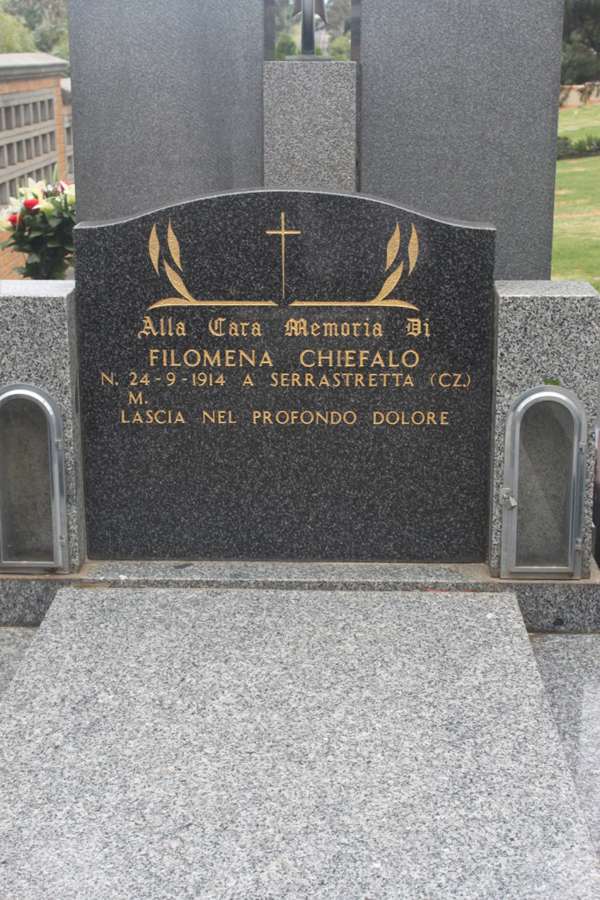 Alla Cara Memoria Di
FILOMENA CHIEFALO
N. 24-9-1914 A SERRASTRETTA (CZ.)
M.
LASCIA NEL PROFONDO DOLORE